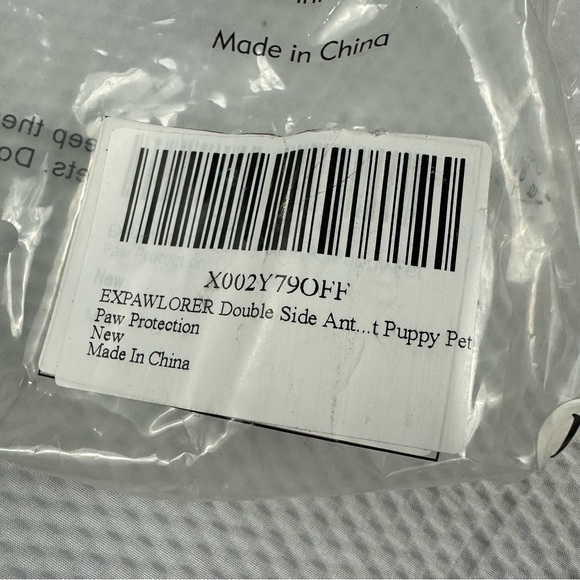 Made in China
X002Y79OFF
EXPAWLORER Double Side Ant...t Puppy Pet
Paw Protection
New
Made In China